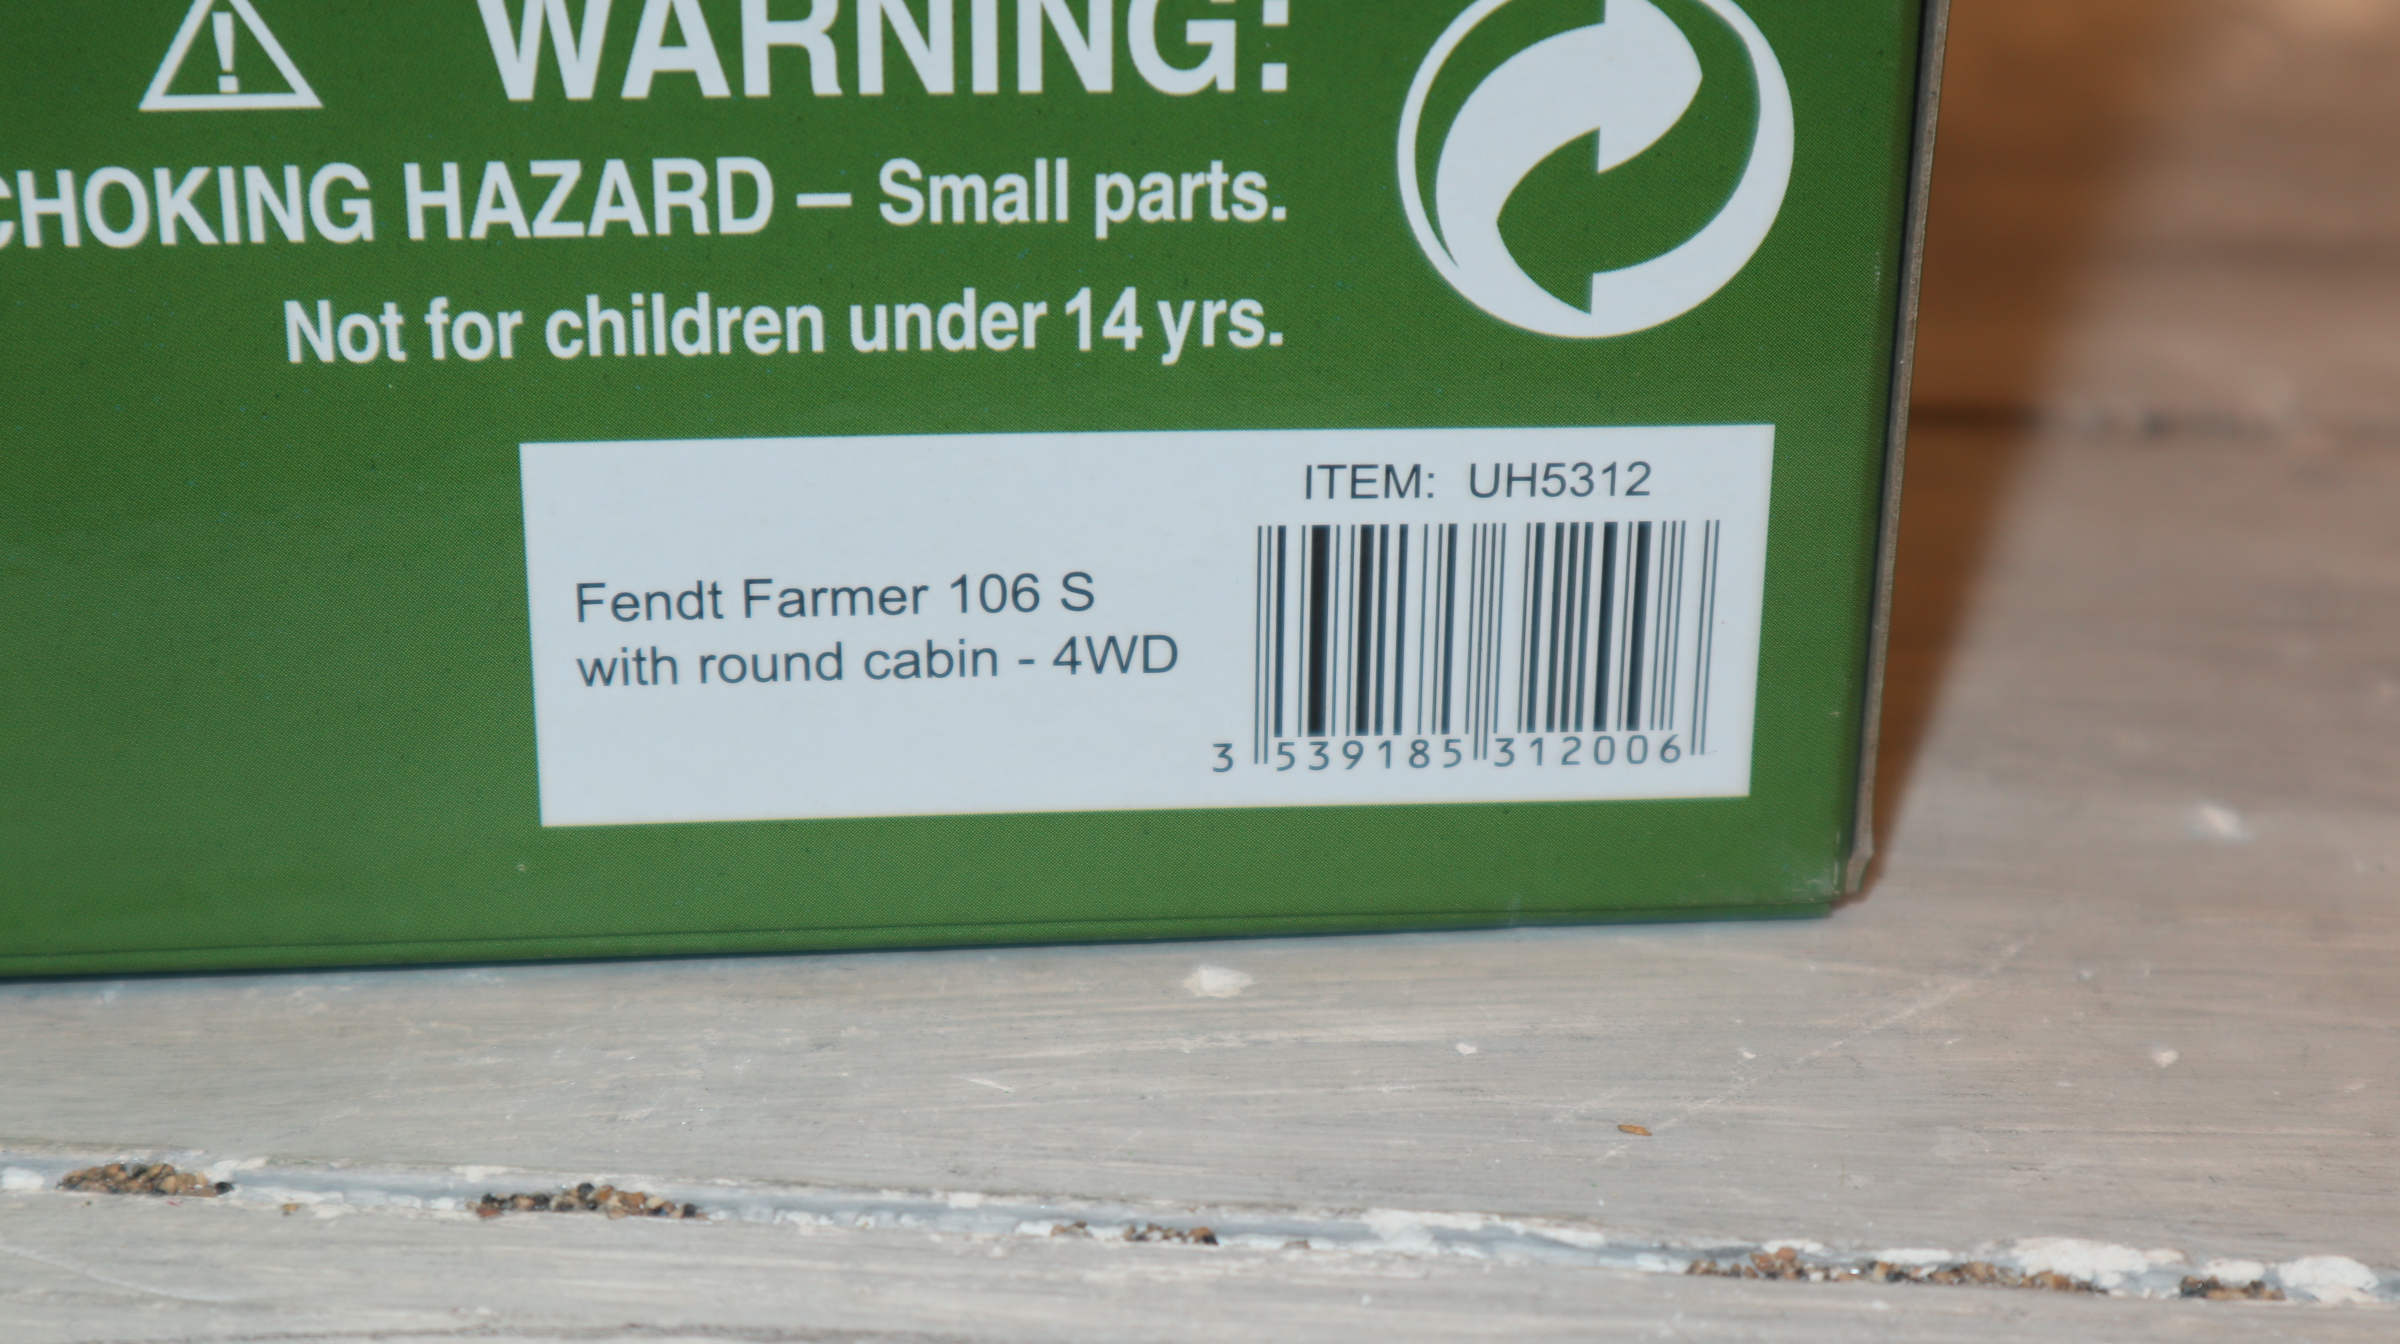 WARNING:
CHOKING HAZARD – Small parts.
Not for children under 14 yrs.
ITEM: UH5312
Fendt Farmer 106 S
with round cabin - 4WD
3 539185 312006